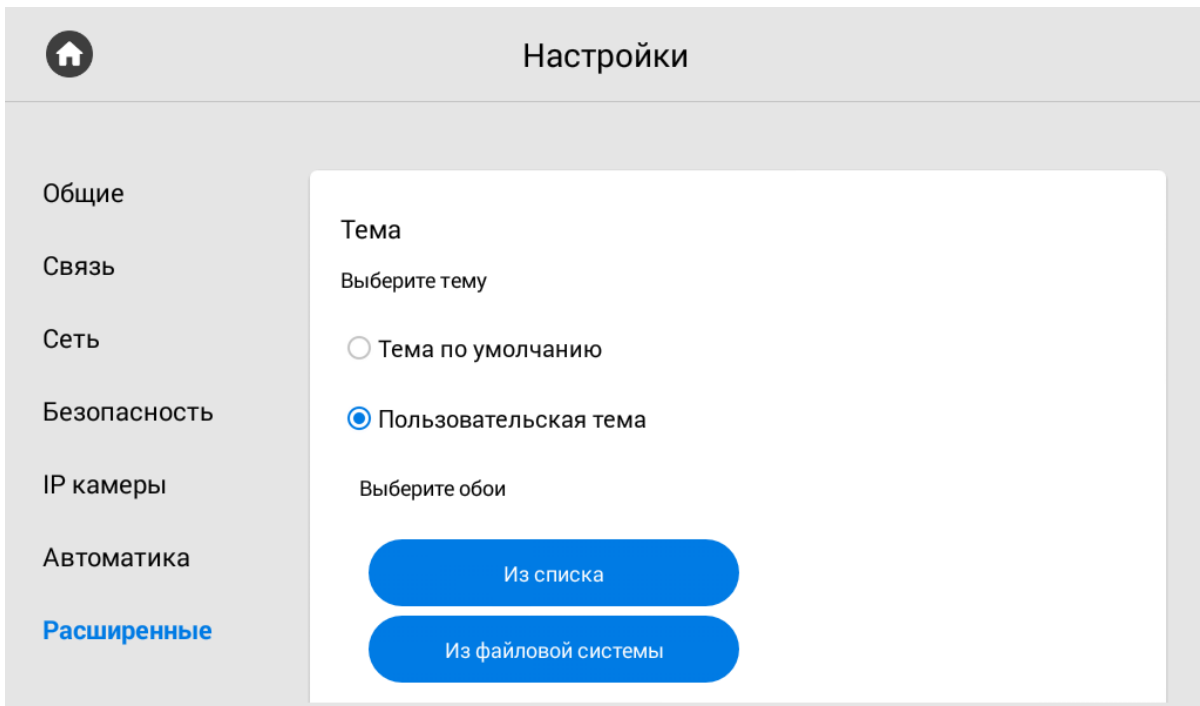 Настройки
Общие
Связь
Сеть
Безопасность
IP камеры
Автоматика
Расширенные
Тема
Выберите тему
Тема по умолчанию
Пользовательская тема
Выберите обои
Из списка
Из файловой системы